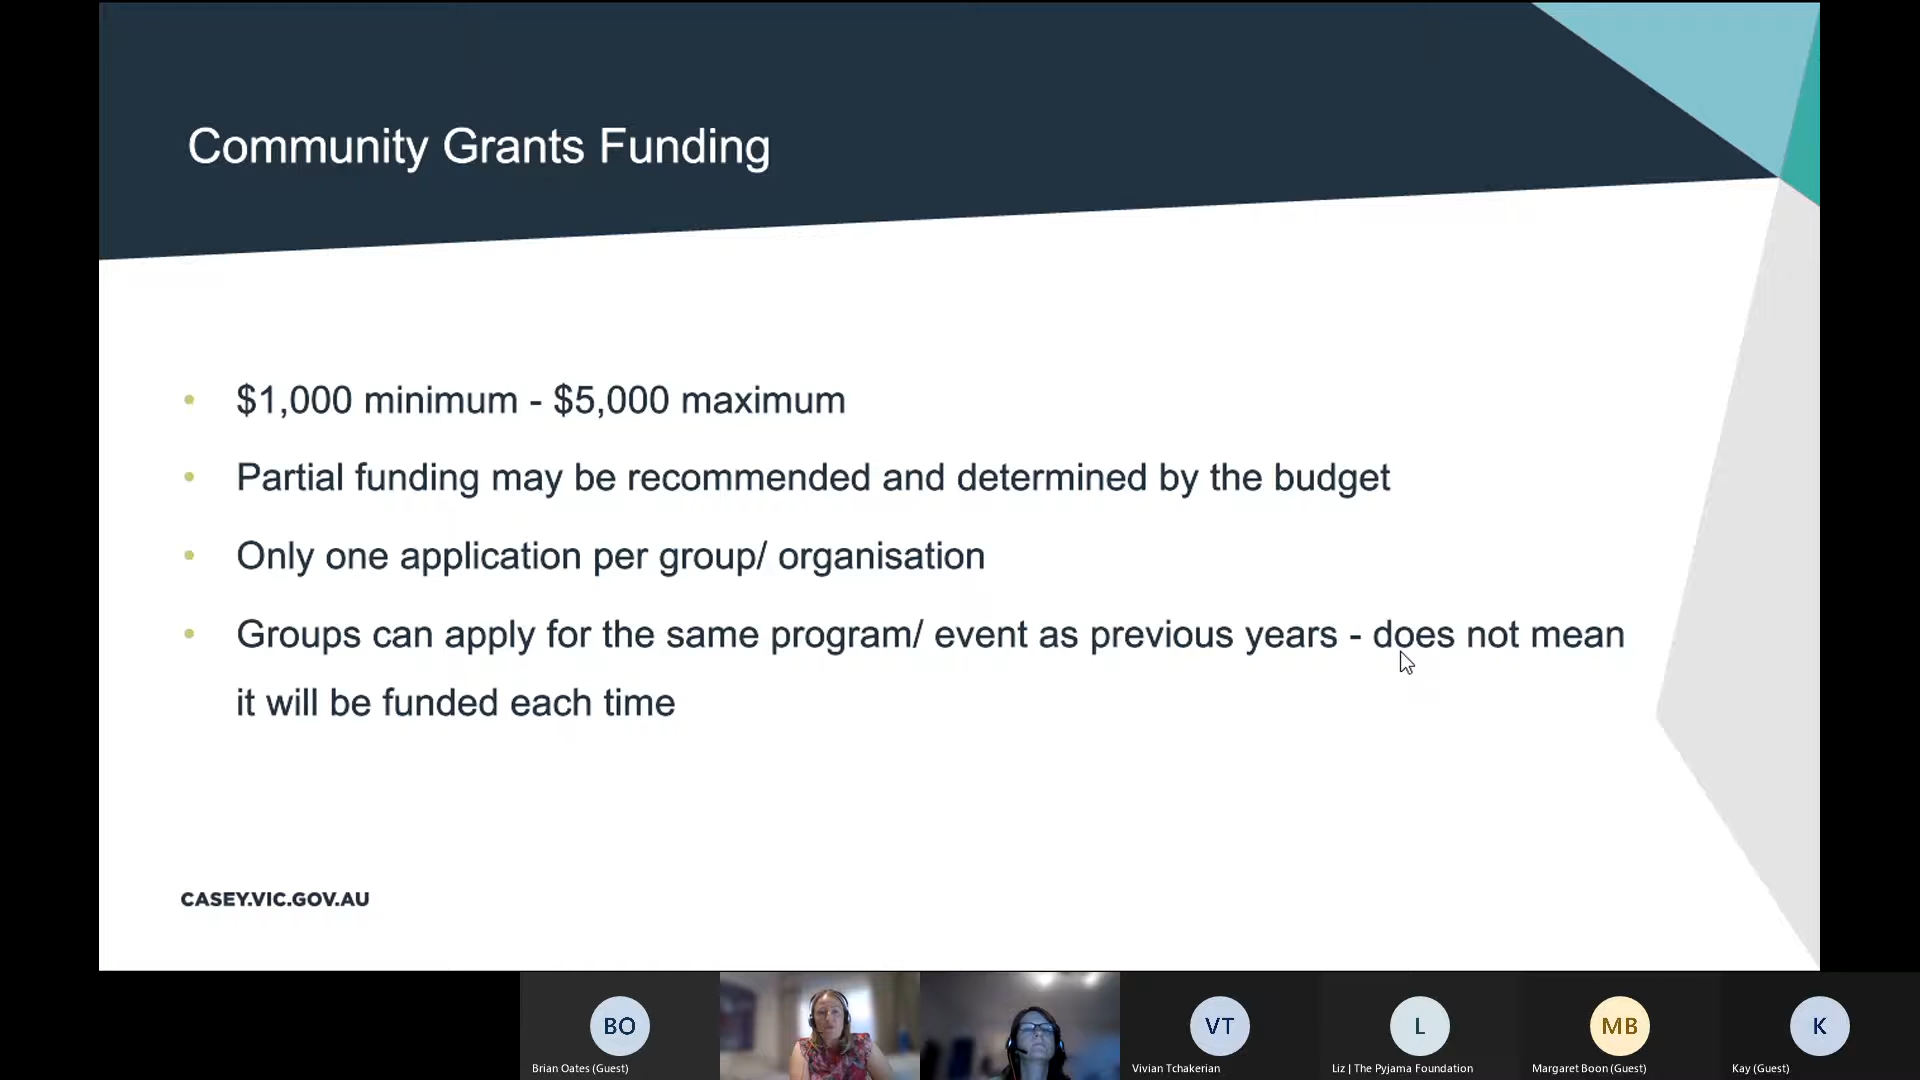 Community Grants Funding
• $1,000 minimum - $5,000 maximum
• Partial funding may be recommended and determined by the budget
• Only one application per group/ organisation
• Groups can apply for the same program/ event as previous years - does not mean
it will be funded each time
CASEY.VIC.GOV.AU
BO
VT
L
MB
K
Brian Oates (Guest)
Vivian Tchakerian
Liz | The Pyjama Foundation
Margaret Boon (Guest)
Kay (Guest)